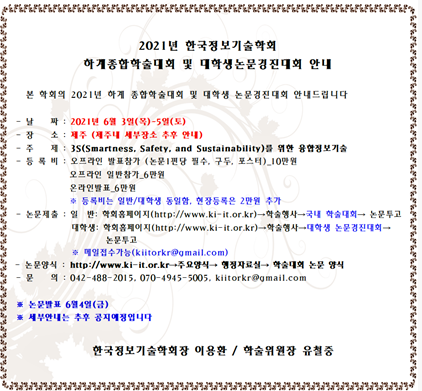 2021년 한국정보기술학회
하계종합학술대회 및 대학생논문경진대회 안내
본 학회의 2021년 하계 종합학술대회 및 대학생 논문경진대회 안내드립니다
- 날 짜 : 2021년 6월 3일(목)-5일(토)
- 장 소 : 제주 (제주내 세부장소 추후 안내)
- 주 제 : 3S(Smartness, Safety, and Sustainability)를 위한 융합정보기술
- 등 록 비 : 오프라인 발표참가 (논문1편당 필수, 구두, 포스터)_10만원
오프라인 일반참가_6만원
온라인발표_6만원
※ 등록비는 일반/대학생 동일함, 현장등록은 2만원 추가
- 논문제출 : 일 반: 학회홈페이지(http://www.ki-it.or.kr)→학술행사→국내 학술대회→ 논문투고
대학생: 학회홈페이지(http://www.ki-it.or.kr)→학술행사→대학생 논문경진대회→
논문투고
※ 메일접수가능(kiitorkr@gmail.com)
- 논문양식 : http://www.ki-it.or.kr→주요양식→ 행정자료실→ 학술대회 논문 양식
- 문 의 : 042-488-2015, 070-4945-5005, kiitorkr@gmail.com
※ 논문발표 6월4일(금)
※ 세부안내는 추후 공지예정입니다
한국정보기술학회장 이용환 / 학술위원장 유철중